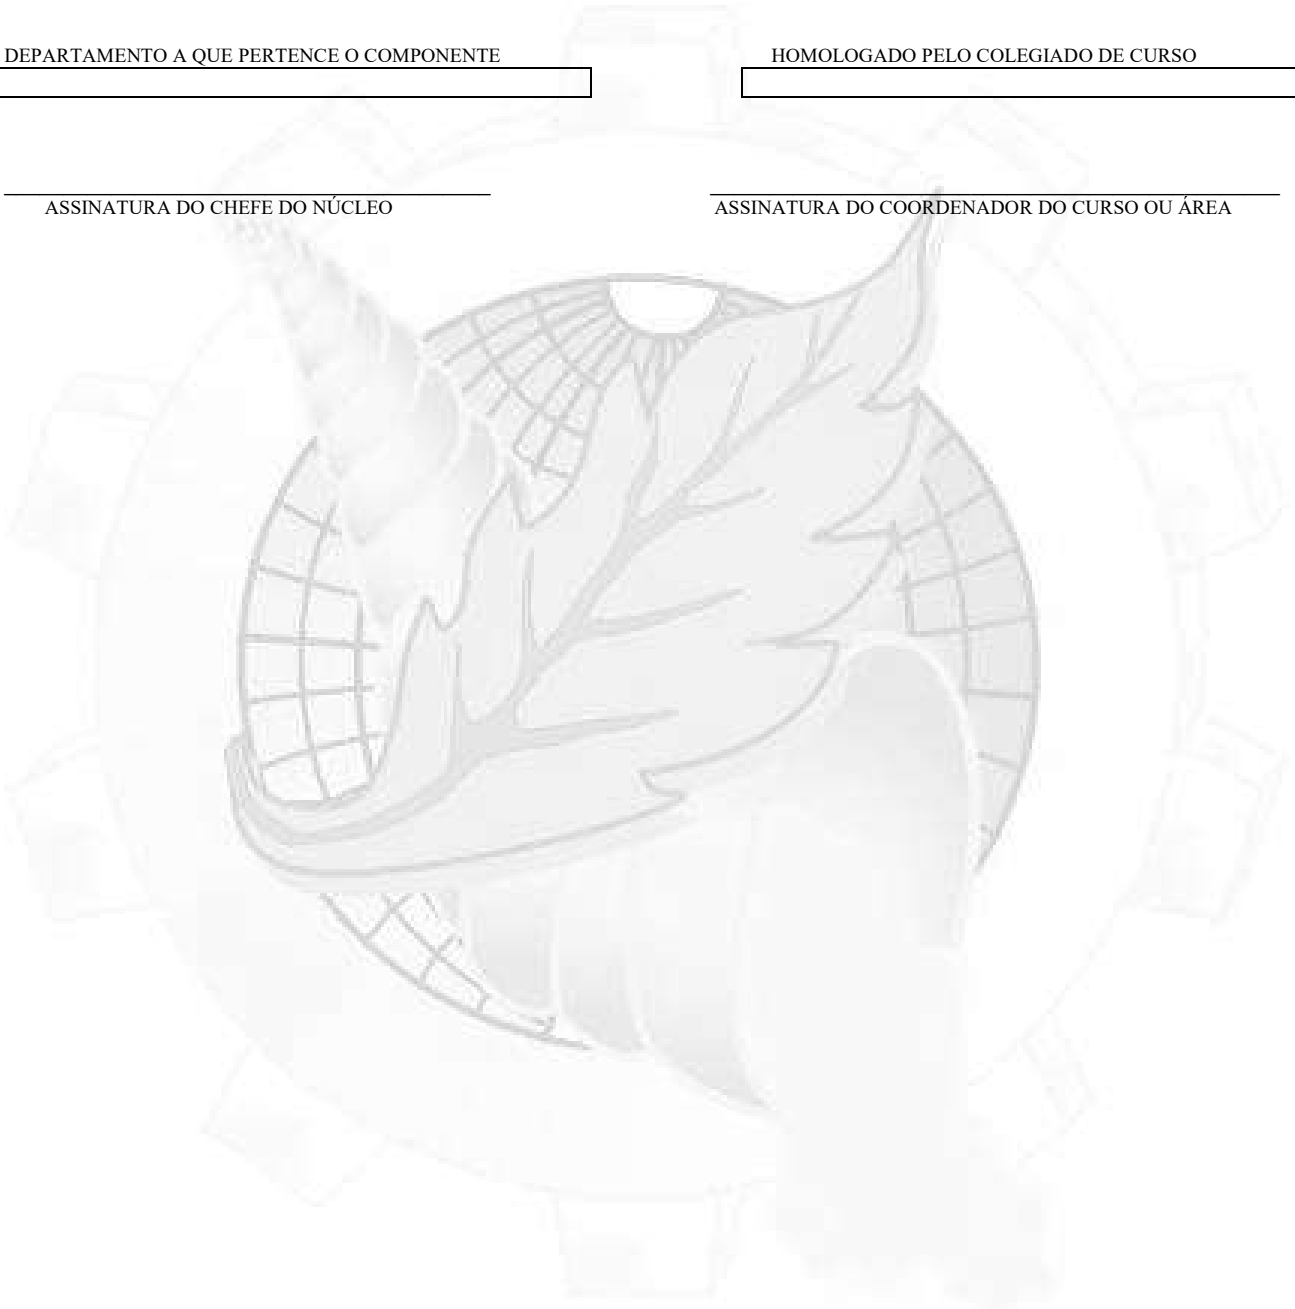 DEPARTAMENTO A QUE PERTENCE O COMPONENTE
HOMOLOGADO PELO COLEGIADO DE CURSO
ASSINATURA DO CHEFE DO NÚCLEO
ASSINATURA DO COORDENADOR DO CURSO OU ÁREA